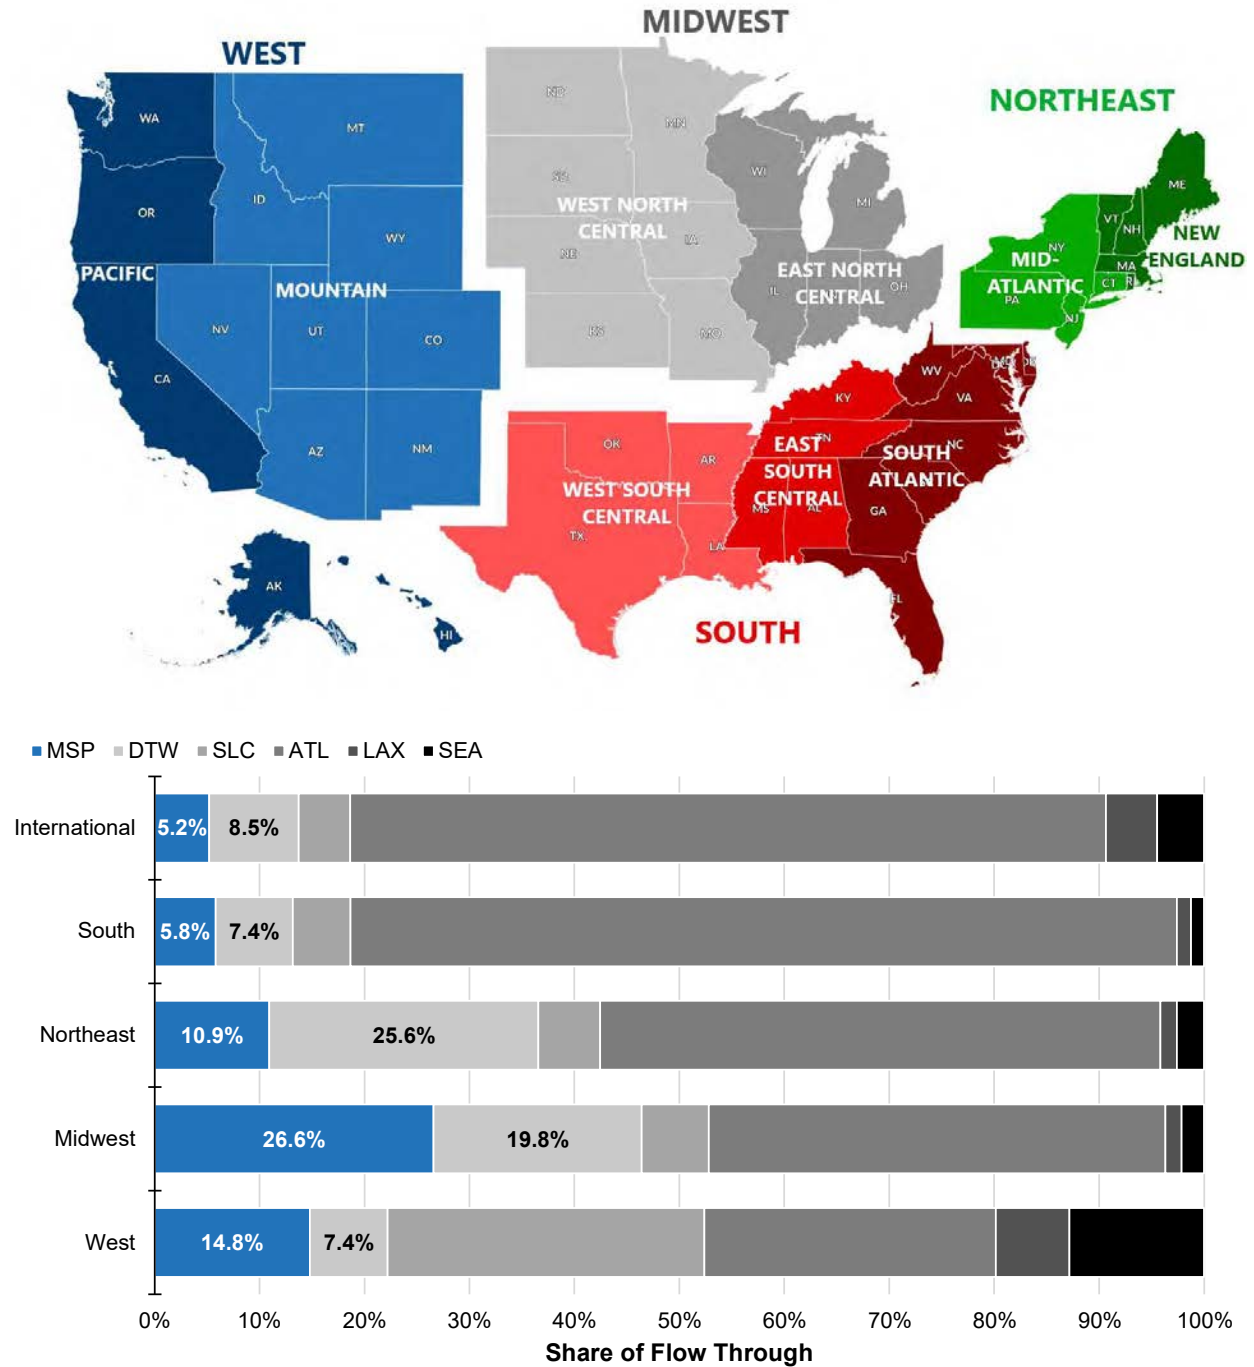 MIDWEST
WEST
NORTHEAST
WA
MT
ND
MN
OR
ID
WY
SD
WI
MI
ME
VT
NH
NY
MA
CT
PA
NJ
NEW
ENGLAND
MID-
ATLANTIC
WEST NORTH
CENTRAL
NE
IA
EAST NORTH
CENTRAL
IL
OH
PACIFIC
MOUNTAIN
NV
UT
CO
KS
MO
CA
AZ
NM
OK
AR
KY
WV
VA
TN
NC
EAST
SOUTH
CENTRAL
SOUTH
ATLANTIC
WEST SOUTH
CENTRAL
TX
LA
MS
AL
GA
FL
AK
HI
SOUTH
MSP DTW SLC ATL LAX SEA
International 5.2% 8.5%
South 5.8% 7.4%
Northeast 10.9% 25.6%
Midwest 26.6% 19.8%
West 14.8% 7.4%
0% 10% 20% 30% 40% 50% 60% 70% 80% 90% 100%
Share of Flow Through